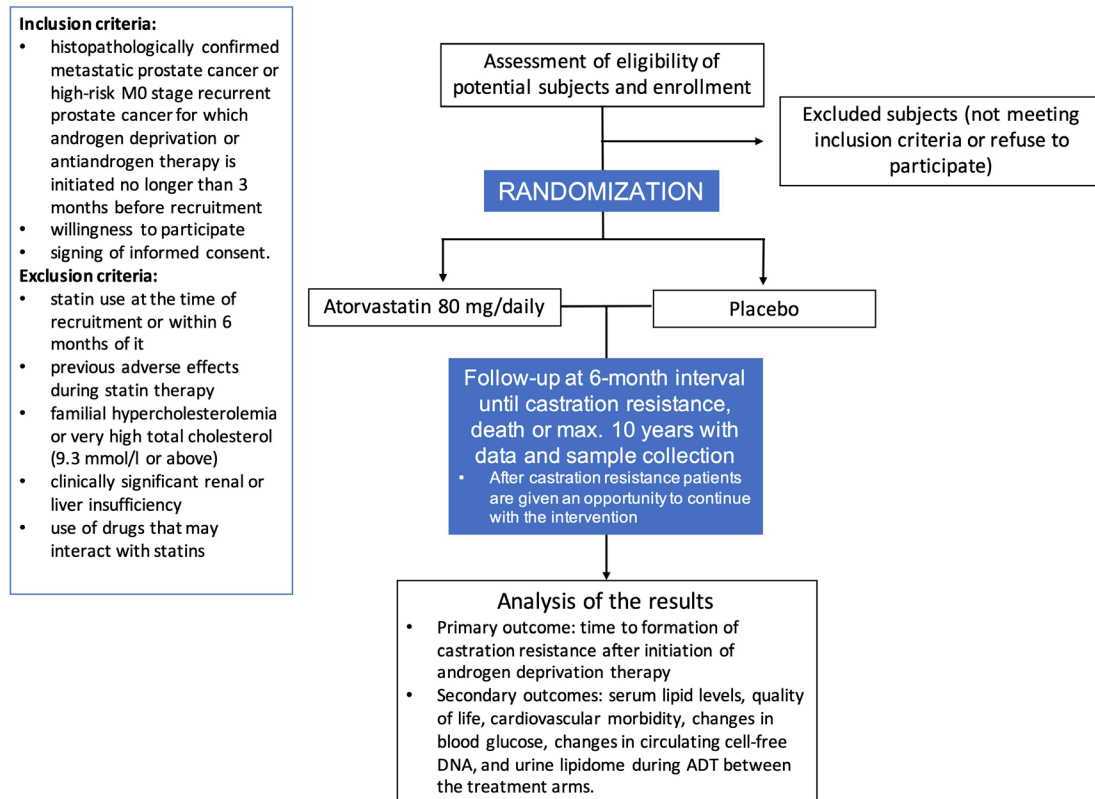 Inclusion criteria:
• histopathologically confirmed
metastatic prostate cancer or
high-risk M0 stage recurrent
prostate cancer for which
androgen deprivation or
antiandrogen therapy is
initiated no longer than 3
months before recruitment
• willingness to participate
• signing of informed consent.
Exclusion criteria:
• statin use at the time of
recruitment or within 6
months of it
• previous adverse effects
during statin therapy
• familial hypercholesterolemia
or very high total cholesterol
(9.3 mmol/l or above)
• clinically significant renal or
liver insufficiency
• use of drugs that may
interact with statins
Assessment of eligibility of
potential subjects and enrollment
Excluded subjects (not meeting
inclusion criteria or refuse to
participate)
RANDOMIZATION
Atorvastatin 80 mg/daily
Placebo
Follow-up at 6-month interval
until castration resistance,
death or max. 10 years with
data and sample collection
• After castration resistance patients
are given an opportunity to continue
with the intervention
Analysis of the results
• Primary outcome: time to formation of
castration resistance after initiation of
androgen deprivation therapy
• Secondary outcomes: serum lipid levels, quality
of life, cardiovascular morbidity, changes in
blood glucose, changes in circulating cell-free
DNA, and urine lipidome during ADT between
the treatment arms.